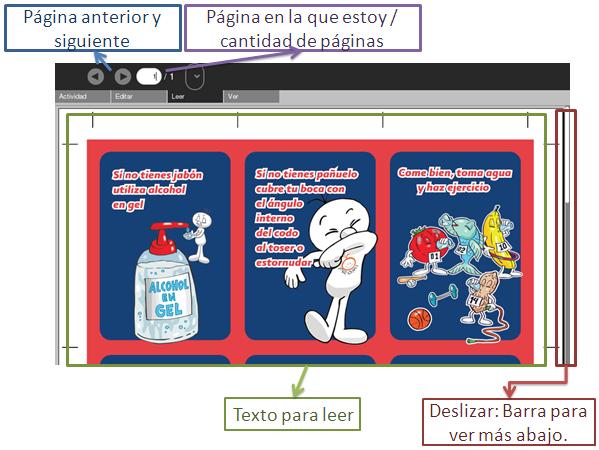 Página anterior y
siguiente
Página en la que estoy /
cantidad de páginas
1 / 1
Actividad Editar Leer Ver
Si no tienes jabón
utiliza alcohol
en gel
ALCOHOL
EN
GEL
Si no tienes pañuelo
cubre tu boca con
el ángulo
interno
del codo
al toser o
estornudar
Come bien, toma agua
y haz ejercicio
01
Texto para leer
Deslizar: Barra para
ver más abajo.